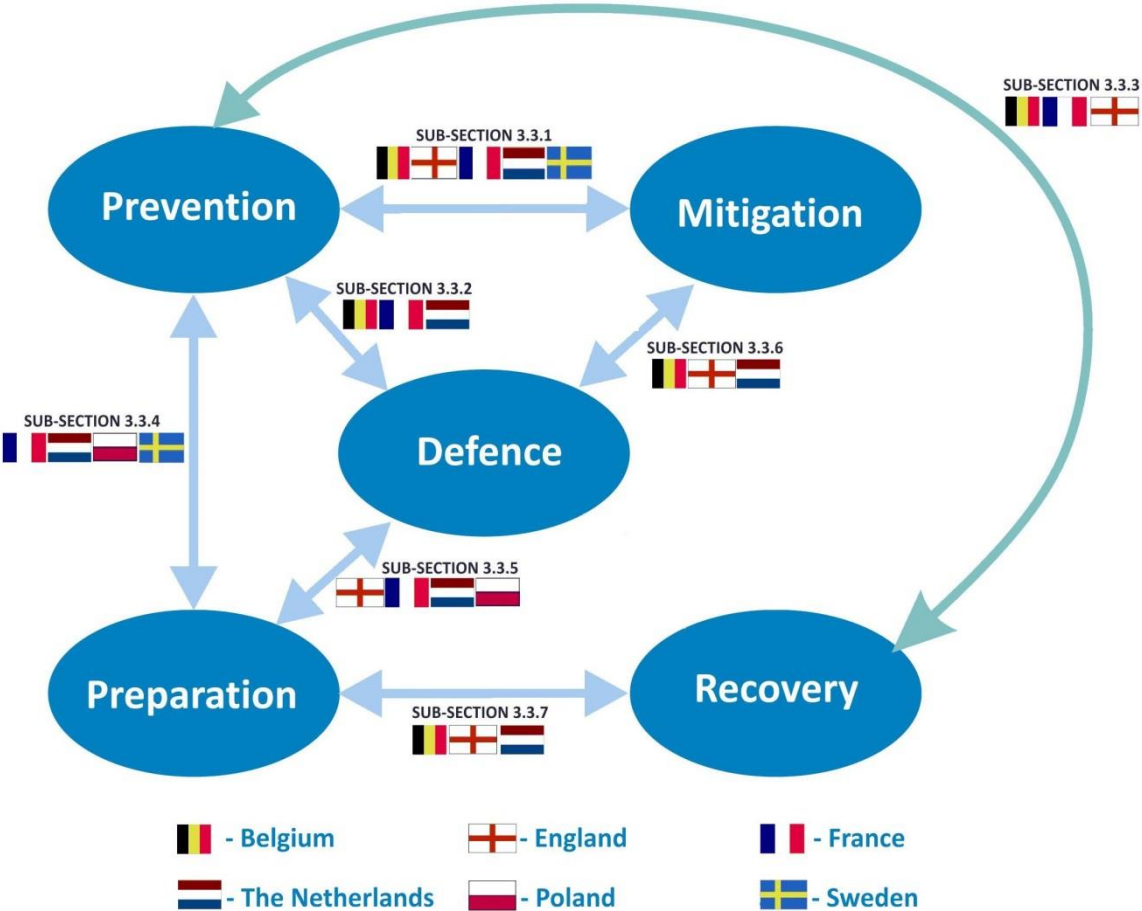 SUB-SECTION 3.3.3
SUB-SECTION 3.3.1
Prevention
Mitigation
SUB-SECTION 3.3.2
SUB-SECTION 3.3.6
SUB-SECTION 3.3.4
Defence
SUB-SECTION 3.3.5
Preparation
Recovery
SUB-SECTION 3.3.7
- Belgium
- England
- France
- The Netherlands
- Poland
- Sweden